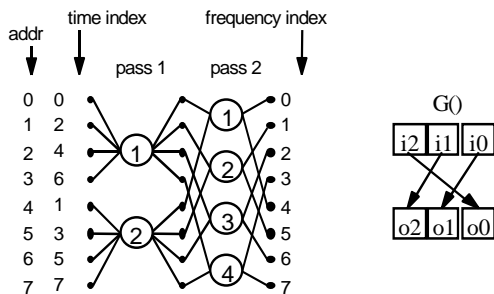 time index
frequency index
addr
pass 1
pass 2
G()
0 0 0
1 2 1
2 4 2
3 6 3
4 1 4
5 3 5
6 5 6
7 7 7
1
2
1
2
3
4
i2 i1 i0
o2 o1 o0